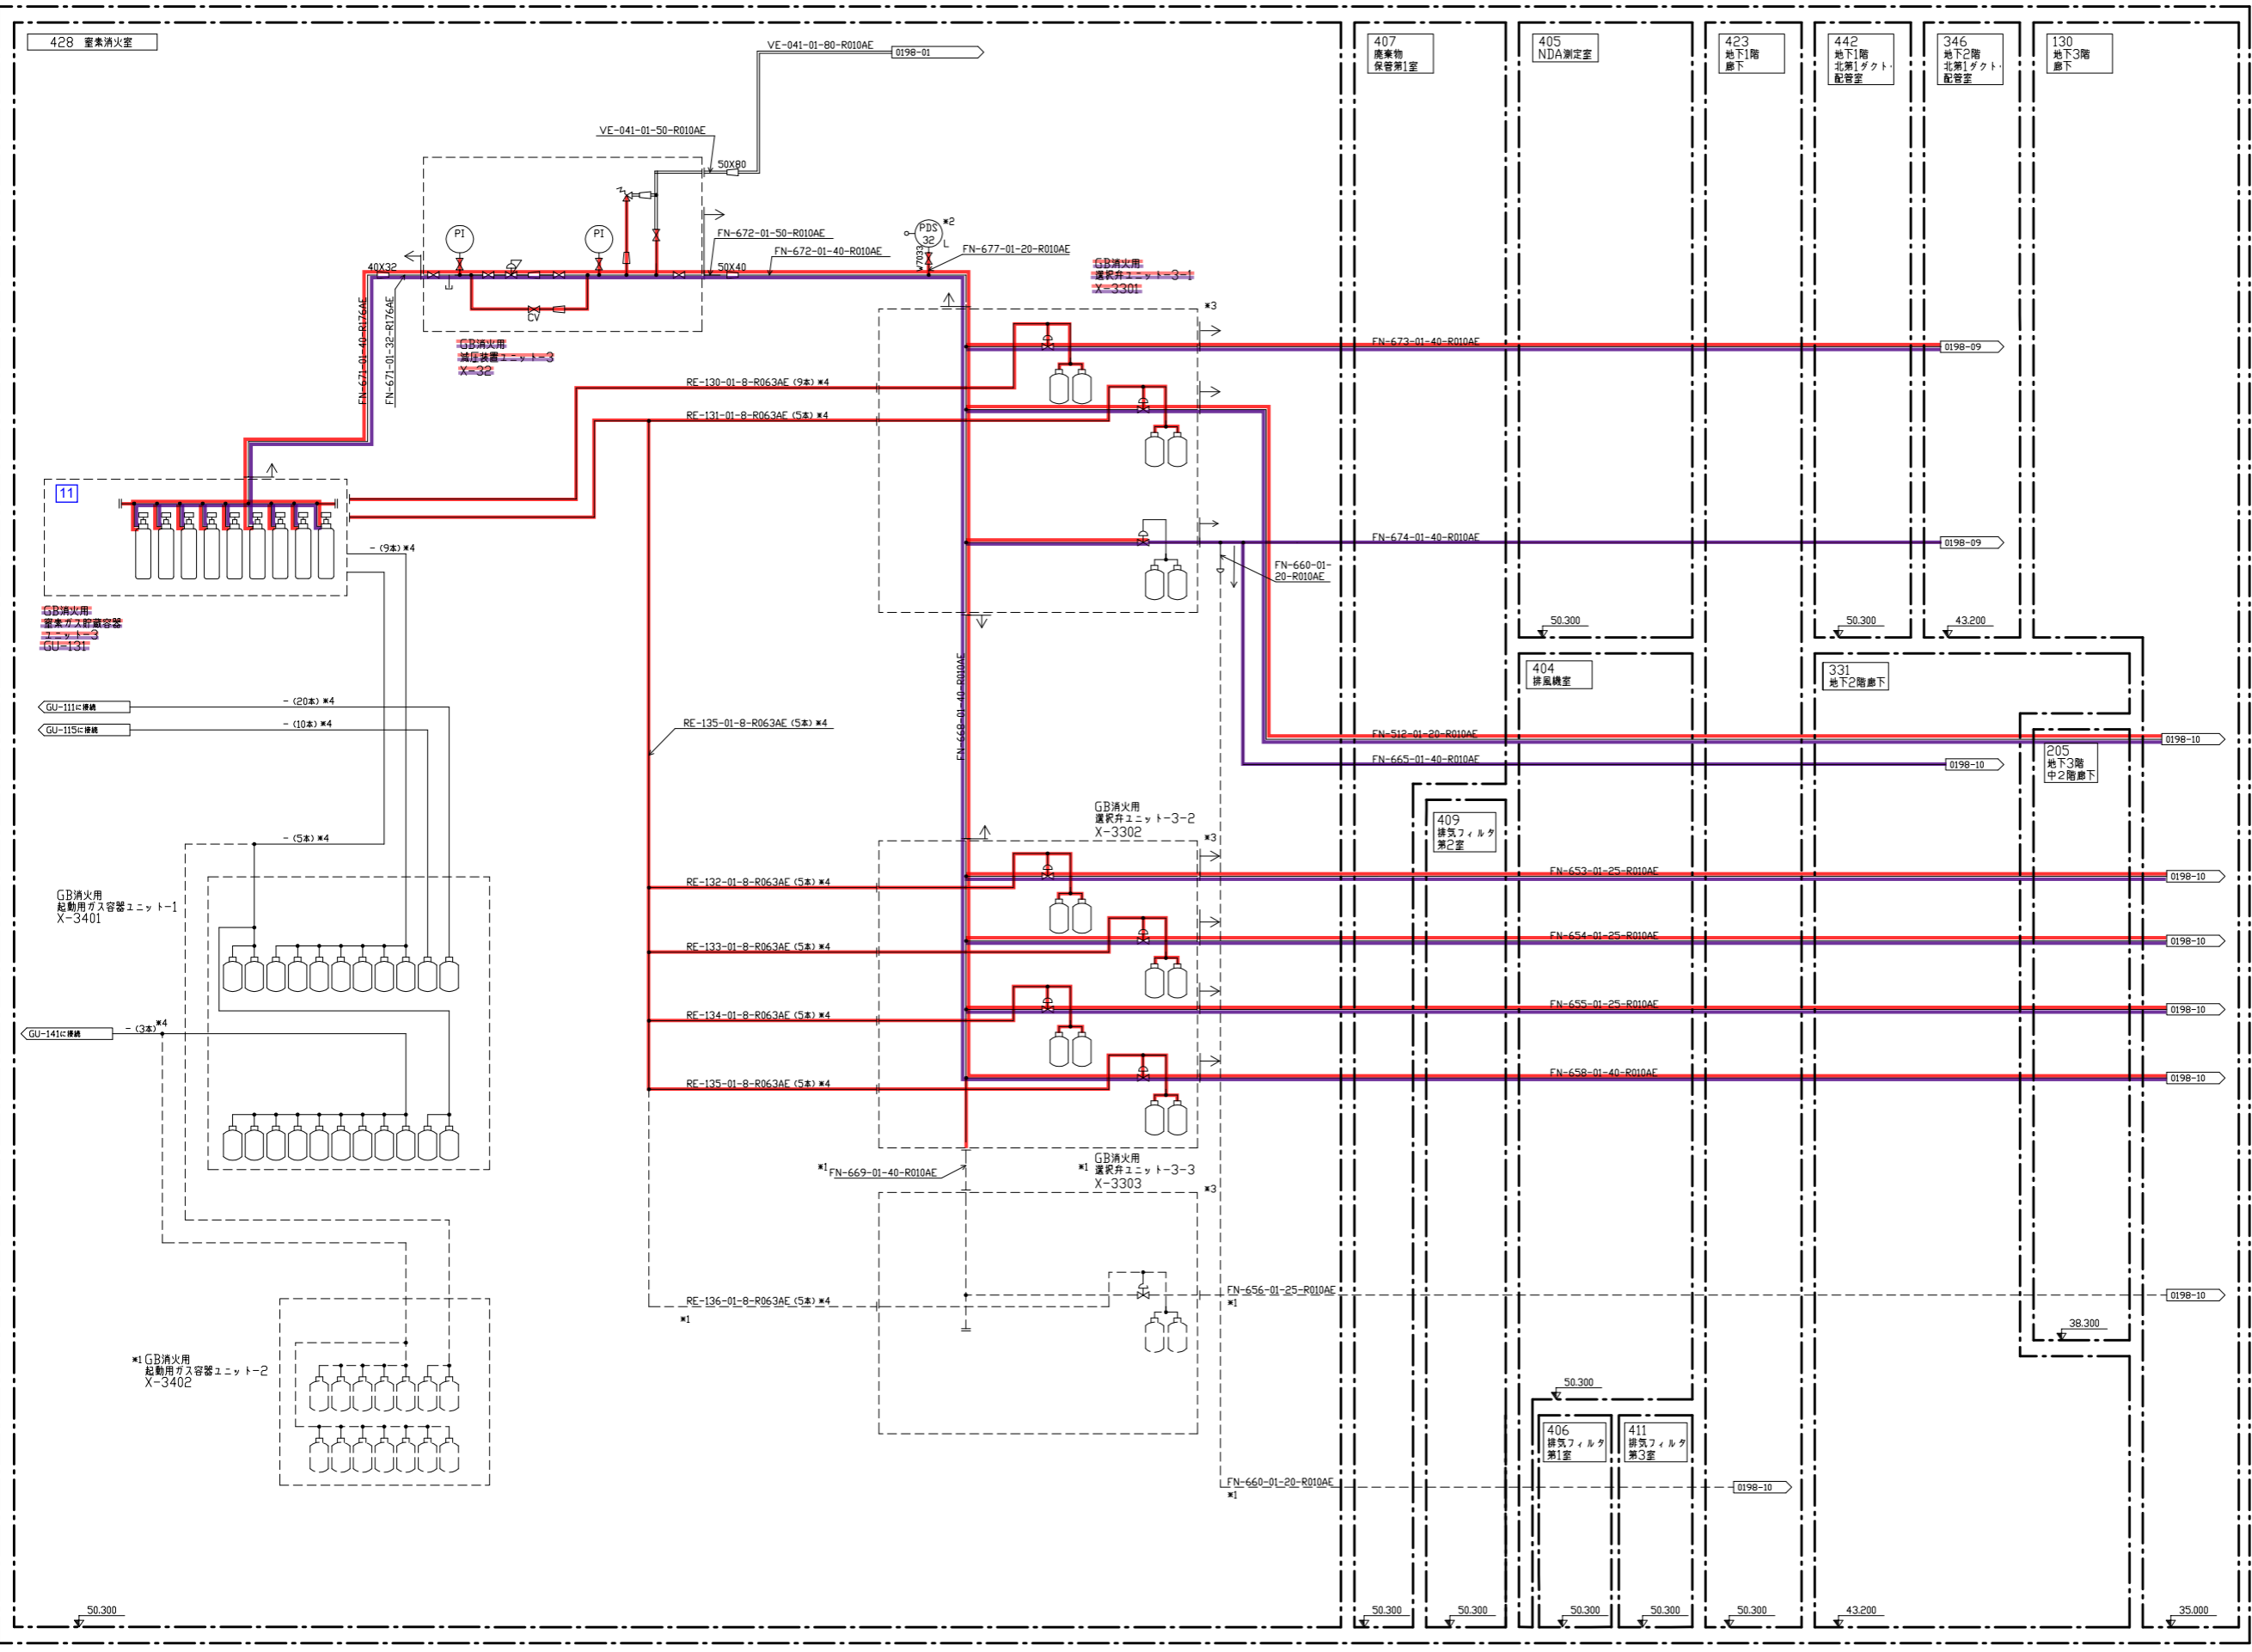 428 窒素消火室
VE-041-01-80-R010AE
0198-01
407
廃棄物
保管第1室
405
NDA測定室
423
地下1階
廊下
442
地下1階
北第1ダクト・
配管室
346
地下2階
北第1ダクト・
配管室
130
地下3階
廊下
VE-041-01-50-R010AE
50X80
PI
PI
FN-672-01-50-R010AE
FN-672-01-40-R010AE
PDS
32
*2
L
W7033
FN-677-01-20-R010AE
40X32
50X40
CV
FN-671-01-40-R176AE
FN-671-01-32-R176AE
GB消火用
減圧装置ユニット-3
X-32
GB消火用
選択弁ユニット-3-1
X-3301
*3
FN-673-01-40-R010AE
0198-09
RE-130-01-8-R063AE (9本) *4
RE-131-01-8-R063AE (5本) *4
11
- (9本) *4
FN-674-01-40-R010AE
0198-09
FN-660-01-
20-R010AE
GB消火用
窒素ガス貯蔵容器
ユニット-3
GU-131
50.300
50.300
43.200
404
排風機室
331
地下2階廊下
FN-668-01-40-R010AE
GU-111に接続
- (20本) *4
GU-115に接続
- (10本) *4
RE-135-01-8-R063AE (5本) *4
FN-512-01-20-R010AE
0198-10
FN-665-01-40-R010AE
0198-10
205
地下3階
中2階廊下
GB消火用
選択弁ユニット-3-2
X-3302
*3
409
排気フィルタ
第2室
- (5本) *4
RE-132-01-8-R063AE (5本) *4
FN-653-01-25-R010AE
0198-10
GB消火用
起動用ガス容器ユニット-1
X-3401
RE-133-01-8-R063AE (5本) *4
FN-654-01-25-R010AE
0198-10
GU-141に接続
- (3本) *4
RE-134-01-8-R063AE (5本) *4
FN-655-01-25-R010AE
0198-10
RE-135-01-8-R063AE (5本) *4
FN-658-01-40-R010AE
0198-10
*1
FN-669-01-40-R010AE
*1
GB消火用
選択弁ユニット-3-3
X-3303
*3
RE-136-01-8-R063AE (5本) *4
*1
FN-656-01-25-R010AE
*1
0198-10
38.300
*1 GB消火用
起動用ガス容器ユニット-2
X-3402
50.300
406
排気フィルタ
第1室
411
排気フィルタ
第3室
FN-660-01-20-R010AE
*1
0198-10
50.300
50.300
50.300
50.300
50.300
50.300
43.200
35.000